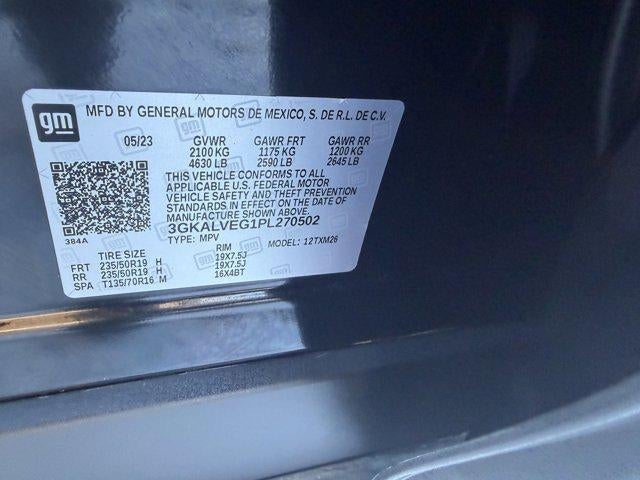 gm
MFD BY GENERAL MOTORS DE MEXICO, S. DE R.L. DE C.V.
05/23 GVWR GAWR FRT GAWR RR
2100 KG 1175 KG 1200 KG
4630 LB 2590 LB 2645 LB
THIS VEHICLE CONFORMS TO ALL
APPLICABLE U.S. FEDERAL MOTOR
VEHICLE SAFETY AND THEFT PREVENTION
STANDARDS IN EFFECT ON THE DATE OF
MANUFACTURE SHOWN ABOVE.
3GKALVEG1PL270502
384A TYPE: MPV MODEL: 12TXM26
TIRE SIZE RIM
FRT 235/50R19 H 19X7.5J
RR 235/50R19 H 19X7.5J
SPA T135/70R16 M 16X4BT